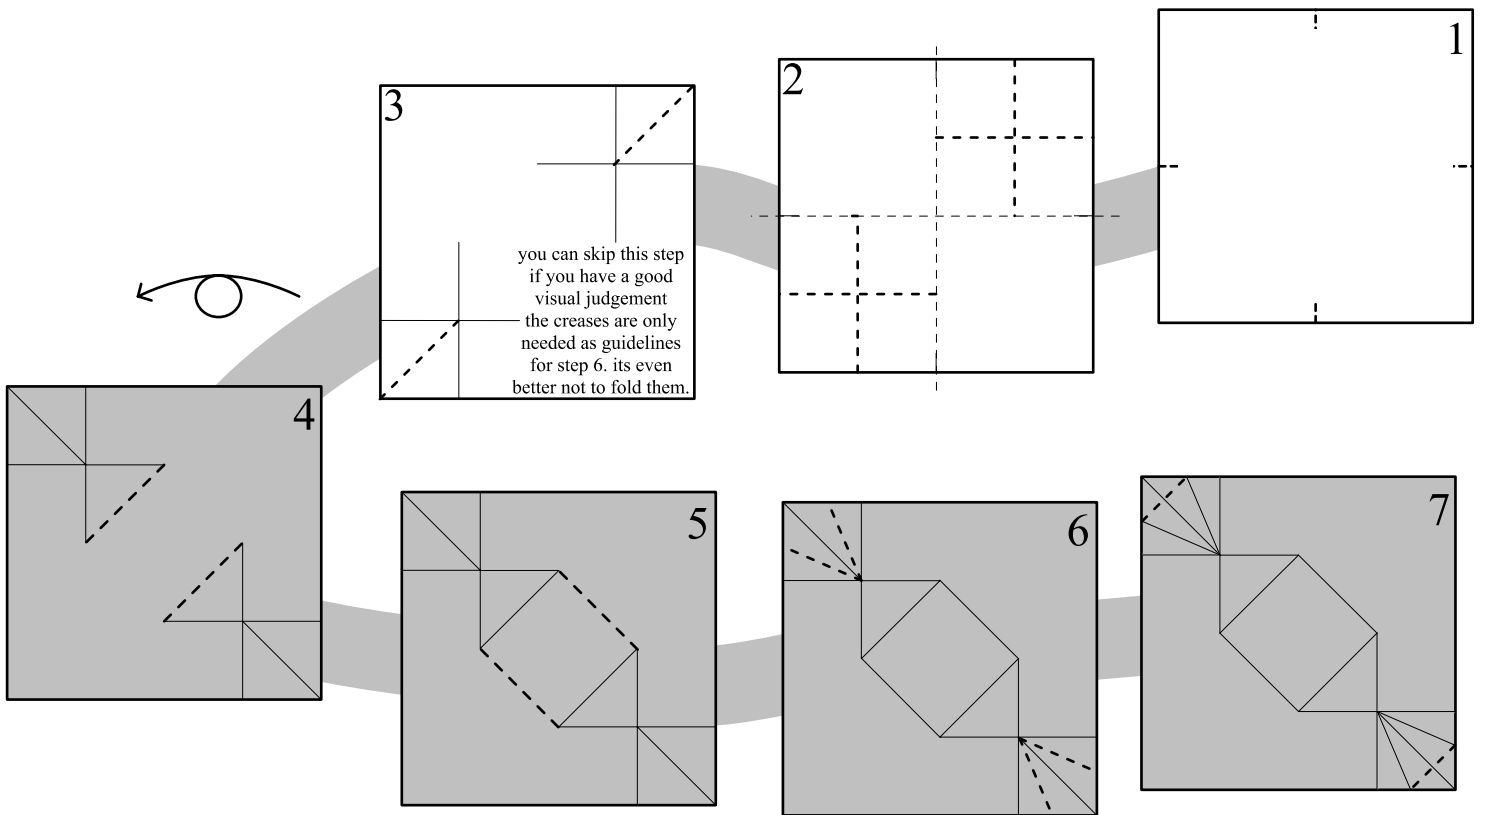 1
2
3
you can skip this step
if you have a good
visual judgement
the creases are only
needed as guidelines
for step 6. its even
better not to fold them.
4
5
6
7